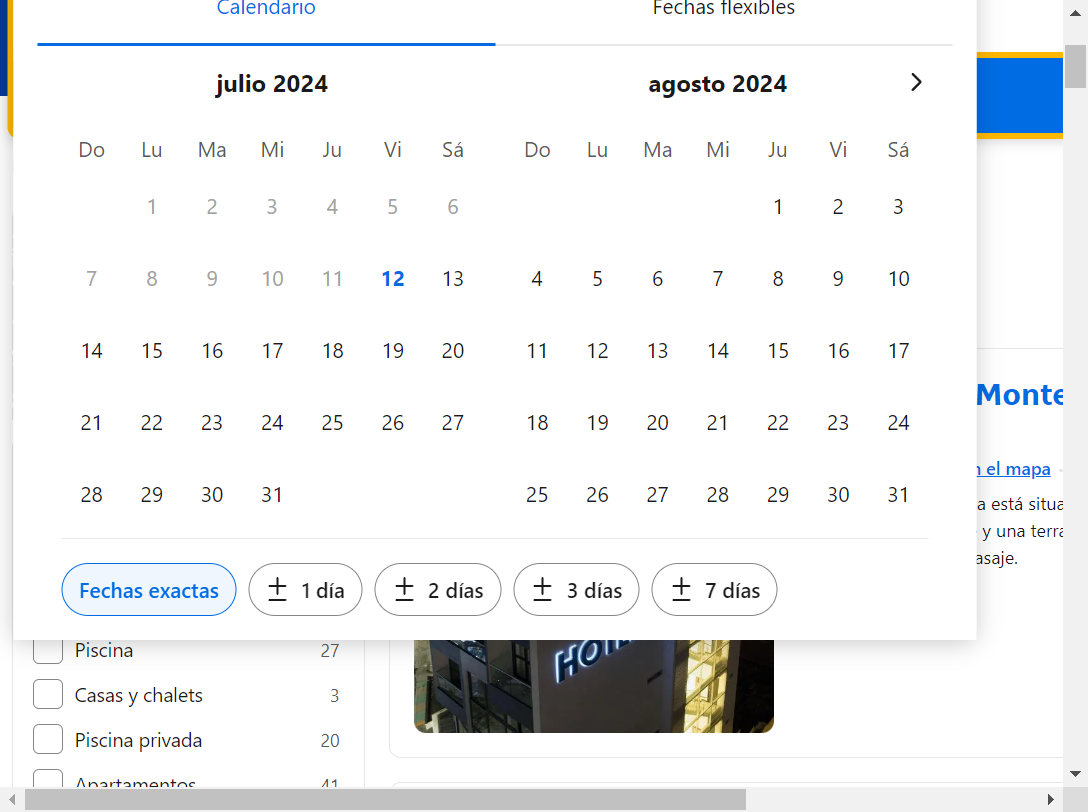 Calendario Fechas flexibles
julio 2024 agosto 2024
Do Lu Ma Mi Ju Vi Sá Do Lu Ma Mi Ju Vi Sá
1 2 3 4 5 6 1 2 3
7 8 9 10 11 12 13 4 5 6 7 8 9 10
14 15 16 17 18 19 20 11 12 13 14 15 16 17
21 22 23 24 25 26 27 18 19 20 21 22 23 24
28 29 30 31 25 26 27 28 29 30 31
Fechas exactas ± 1 día ± 2 días ± 3 días ± 7 días
Monte
n el mapa
a está situa
y una terra
asaje.
Piscina 27
Casas y chalets 3
Piscina privada 20
Apartamentos 41
HOTE